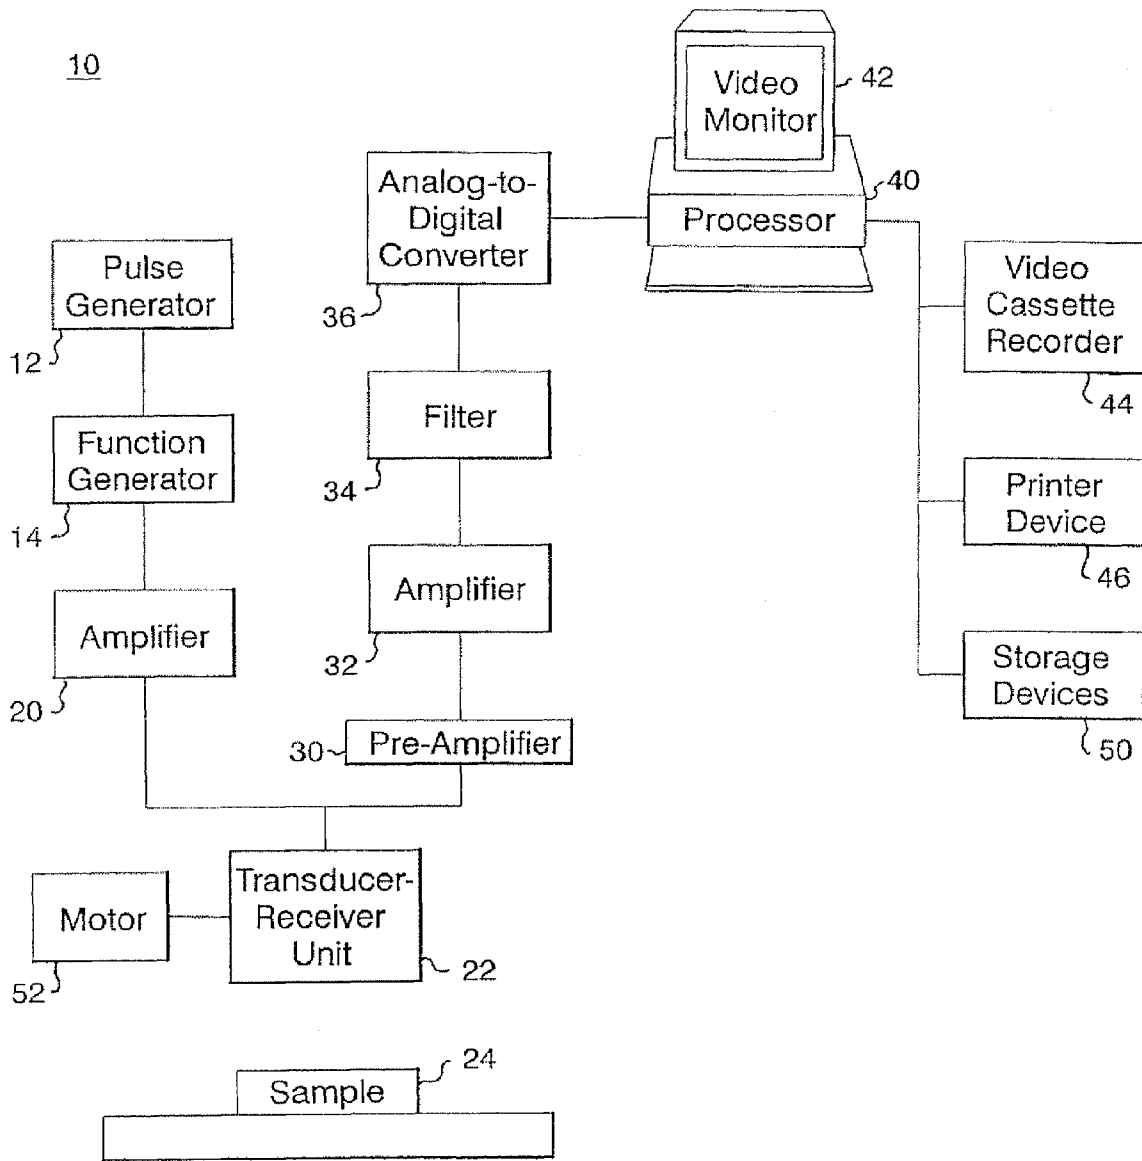 10
Video
Monitor
42
Analog-to-
Digital
Converter
36
Processor
40
Pulse
Generator
12
Video
Cassette
Recorder
44
Filter
34
Function
Generator
14
Printer
Device
46
Amplifier
32
Amplifier
20
Storage
Devices
50
30
Pre-Amplifier
Motor
52
Transducer-
Receiver
Unit
22
24
Sample